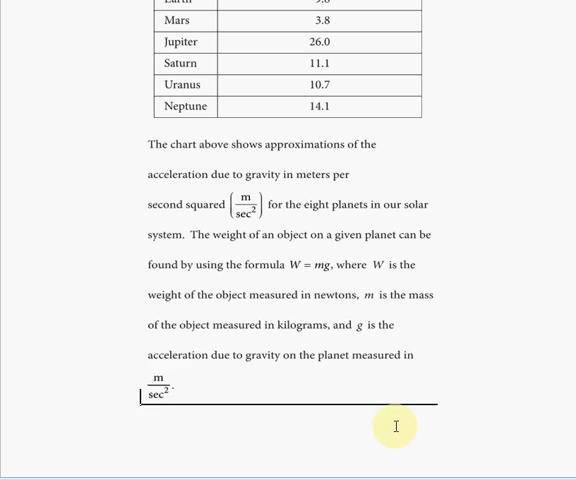 Earth 9.8
Mars 3.8
Jupiter 26.0
Saturn 11.1
Uranus 10.7
Neptune 14.1
The chart above shows approximations of the
acceleration due to gravity in meters per
second squared (m/sec²) for the eight planets in our solar
system. The weight of an object on a given planet can be
found by using the formula W = mg, where W is the
weight of the object measured in newtons, m is the mass
of the object measured in kilograms, and g is the
acceleration due to gravity on the planet measured in
m/sec².